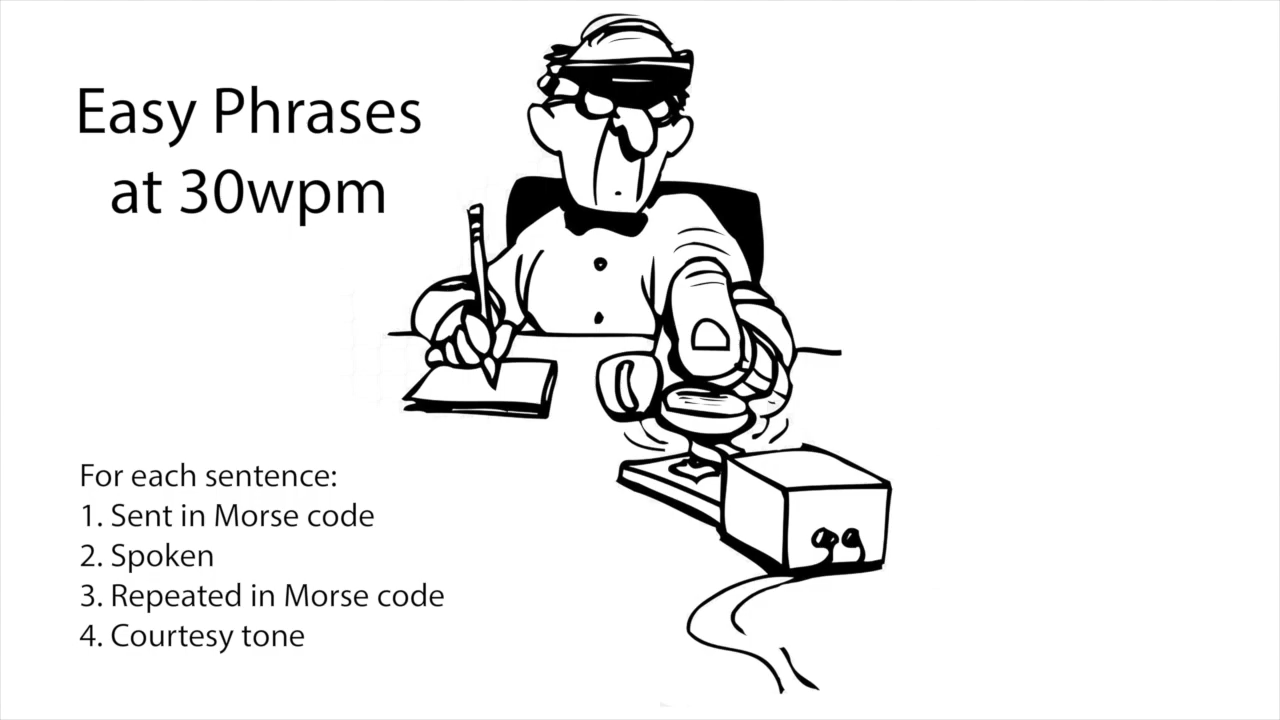 Easy Phrases
at 30wpm
For each sentence:
1. Sent in Morse code
2. Spoken
3. Repeated in Morse code
4. Courtesy tone